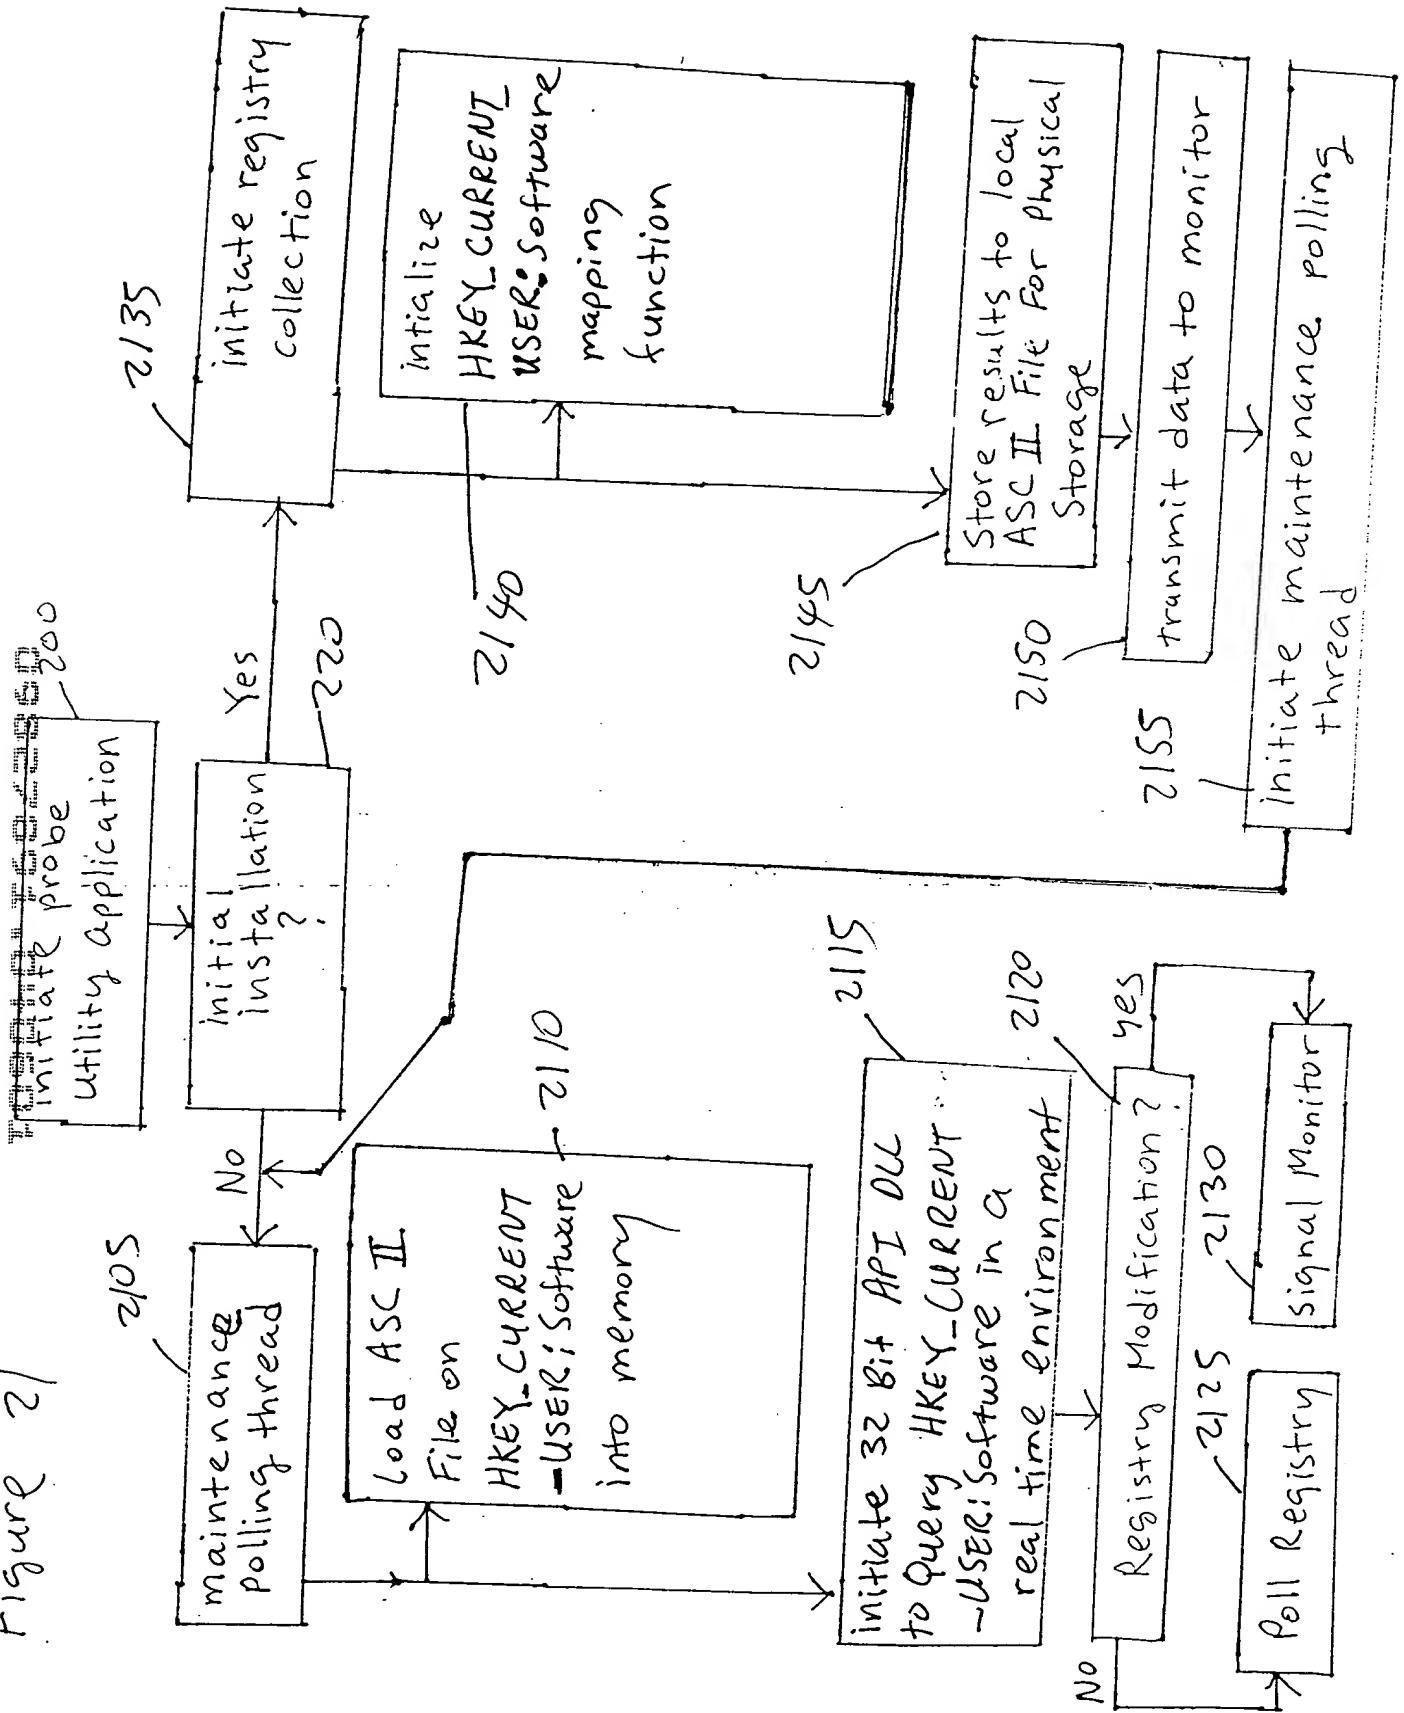 Figure 21
200
initiate probe
utility application
initial
installation
?
220
Yes
No
2105
maintenance
polling thread
Load ASC II
File on
HKEY_CURRENT
-USER:Software
into memory
2110
2115
initiate 32 Bit API DLL
to Query HKEY_CURRENT
-USER:Software in a
real time environment
2120
Registry Modification?
No
yes
2125
Poll Registry
2130
signal Monitor
2135
initiate registry
collection
2140
intialize
HKEY_CURRENT_
USER:Software
mapping
function
2145
Store results to local
ASC II File For Physical
Storage
2150
transmit data to monitor
2155
initiate maintenance polling
thread